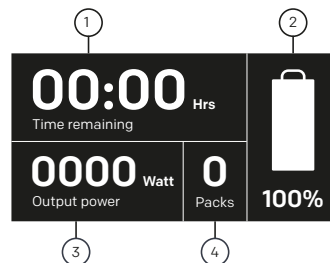 1
2
00:00 Hrs
Time remaining
0000 Watt
Output power
0
Packs
100%
3
4